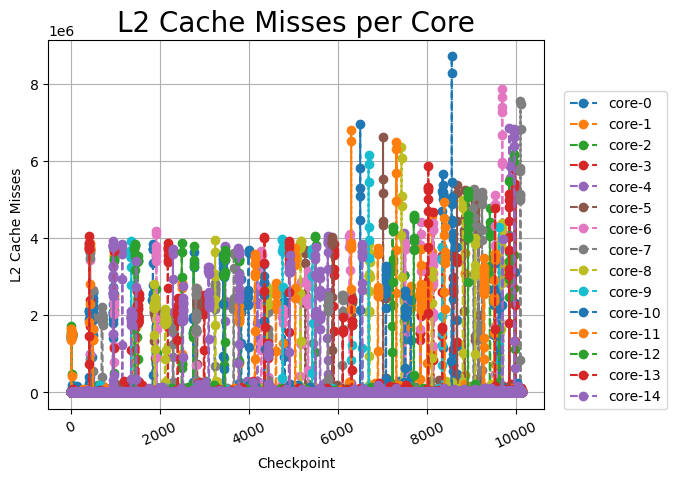 L2 Cache Misses per Core
1e6
8
6
4
2
0
L2 Cache Misses
0
2000
4000
6000
8000
10000
Checkpoint
core-0
core-1
core-2
core-3
core-4
core-5
core-6
core-7
core-8
core-9
core-10
core-11
core-12
core-13
core-14